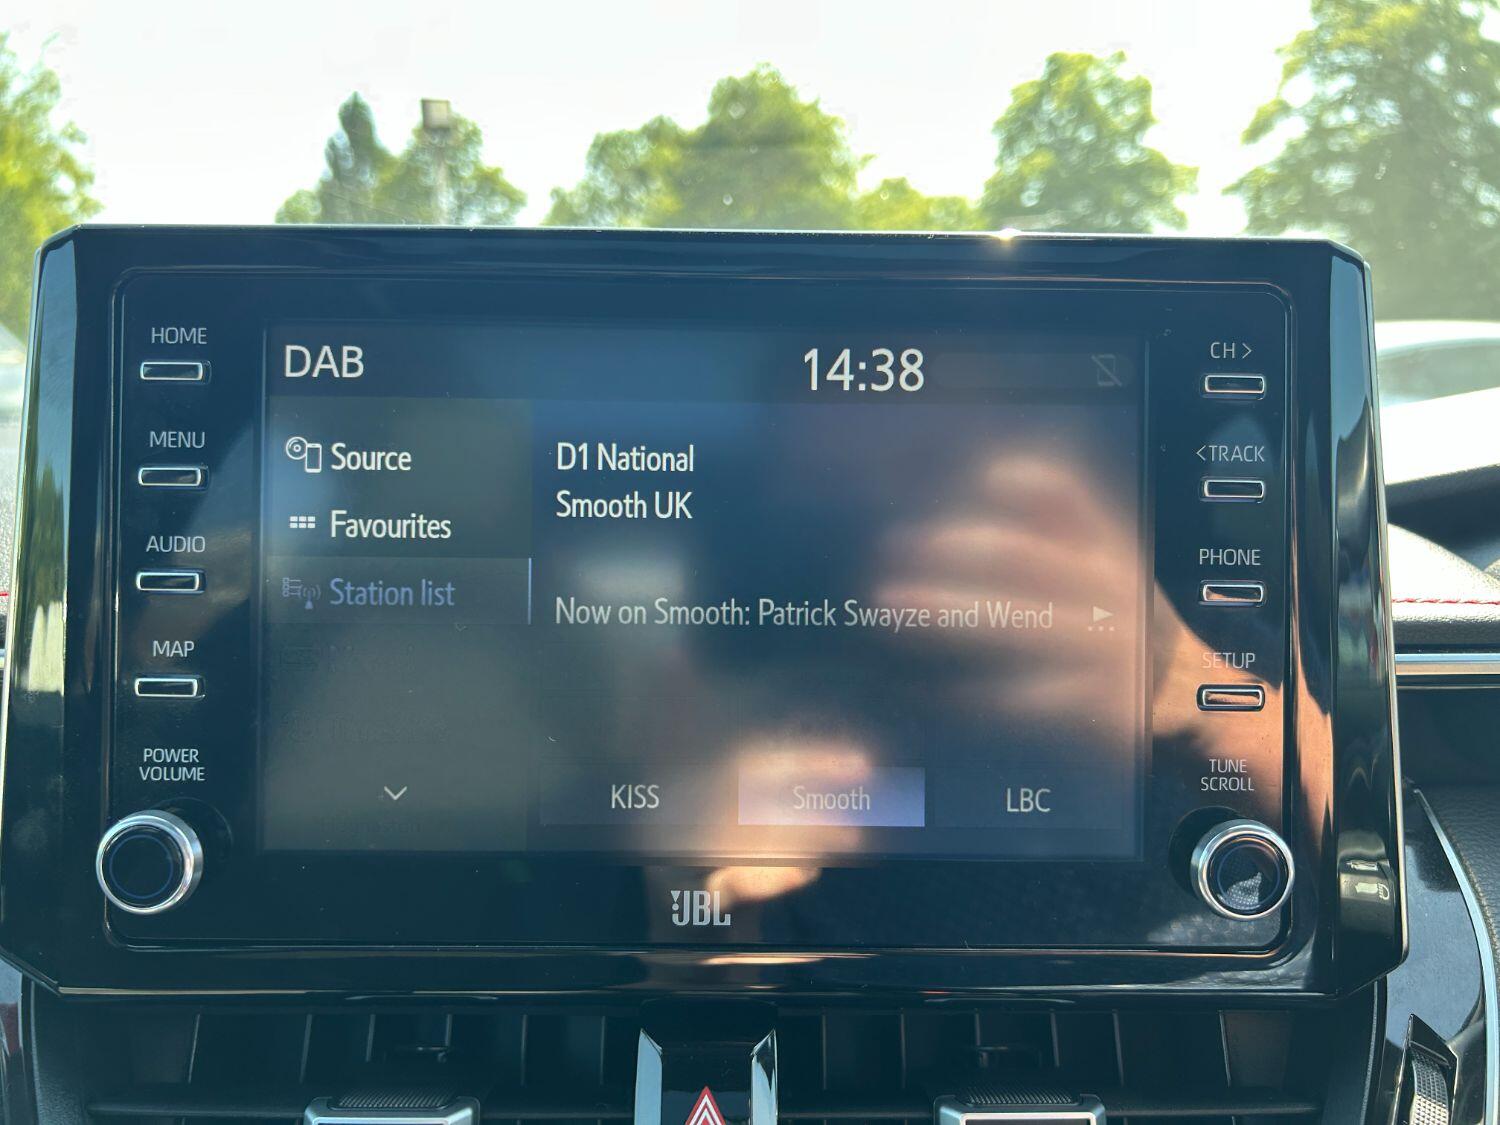 HOME
MENU
AUDIO
MAP
POWER
VOLUME
DAB
14:38
Source
Favourites
Station list
D1 National
Smooth UK
Now on Smooth: Patrick Swayze and Wend
KISS
Smooth
LBC
CH >
< TRACK
PHONE
SETUP
TUNE
SCROLL
JBL